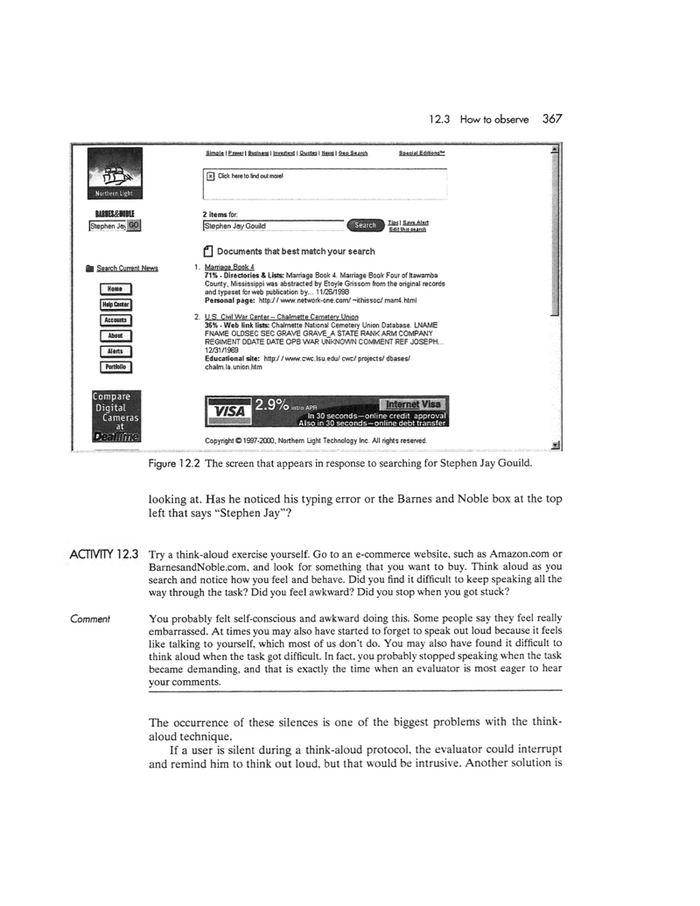 12.3 How to observe 367
Simple | Power | Business | Investext | Quotes | News | Geo Search
Special Editions™
Click here to find out more!
Northern Light
BARNES&NOBLE
Stephen Jay GO
2 items for:
Stephen Jay Gouild
Search
Tips | Save Alert
Edit this search
Documents that best match your search
Search Current News
Home
Help Center
Accounts
About
Alerts
Portfolio
1. Marriage Book 4
71% - Directories & Lists: Marriage Book 4. Marriage Book Four of Itawamba
County, Mississippi was abstracted by Etoyle Grissom from the original records
and typeset for web publication by... 11/26/1998
Personal page: http://www.network-one.com/~ithissoc/mam4.html
2. U.S. Civil War Center -- Chalmette Cemetery Union
36% - Web link lists: Chalmette National Cemetery Union Database. LNAME
FNAME OLDSEC SEC GRAVE GRAVE_A STATE RANK ARM COMPANY
REGIMENT DDATE DATE OPB WAR UNKNOWN COMMENT REF JOSEPH...
12/31/1969
Educational site: http://www.cwc.lsu.edu/cwc/projects/dbases/
chalm.la.union.htm
Compare
Digital
Cameras
at
Dealtime
VISA
2.9% Intro APR
Internet Visa
In 30 seconds—online credit approval
Also in 30 seconds—online debt transfer
Copyright © 1997-2000, Northern Light Technology Inc. All rights reserved.
Figure 12.2 The screen that appears in response to searching for Stephen Jay Gouild.
looking at. Has he noticed his typing error or the Barnes and Noble box at the top
left that says “Stephen Jay”?
ACTIVITY 12.3 Try a think-aloud exercise yourself. Go to an e-commerce website, such as Amazon.com or
BarnesandNoble.com, and look for something that you want to buy. Think aloud as you
search and notice how you feel and behave. Did you find it difficult to keep speaking all the
way through the task? Did you feel awkward? Did you stop when you got stuck?
Comment You probably felt self-conscious and awkward doing this. Some people say they feel really
embarrassed. At times you may also have started to forget to speak out loud because it feels
like talking to yourself, which most of us don't do. You may also have found it difficult to
think aloud when the task got difficult. In fact, you probably stopped speaking when the task
became demanding, and that is exactly the time when an evaluator is most eager to hear
your comments.
The occurrence of these silences is one of the biggest problems with the think-
aloud technique.
If a user is silent during a think-aloud protocol, the evaluator could interrupt
and remind him to think out loud, but that would be intrusive. Another solution is